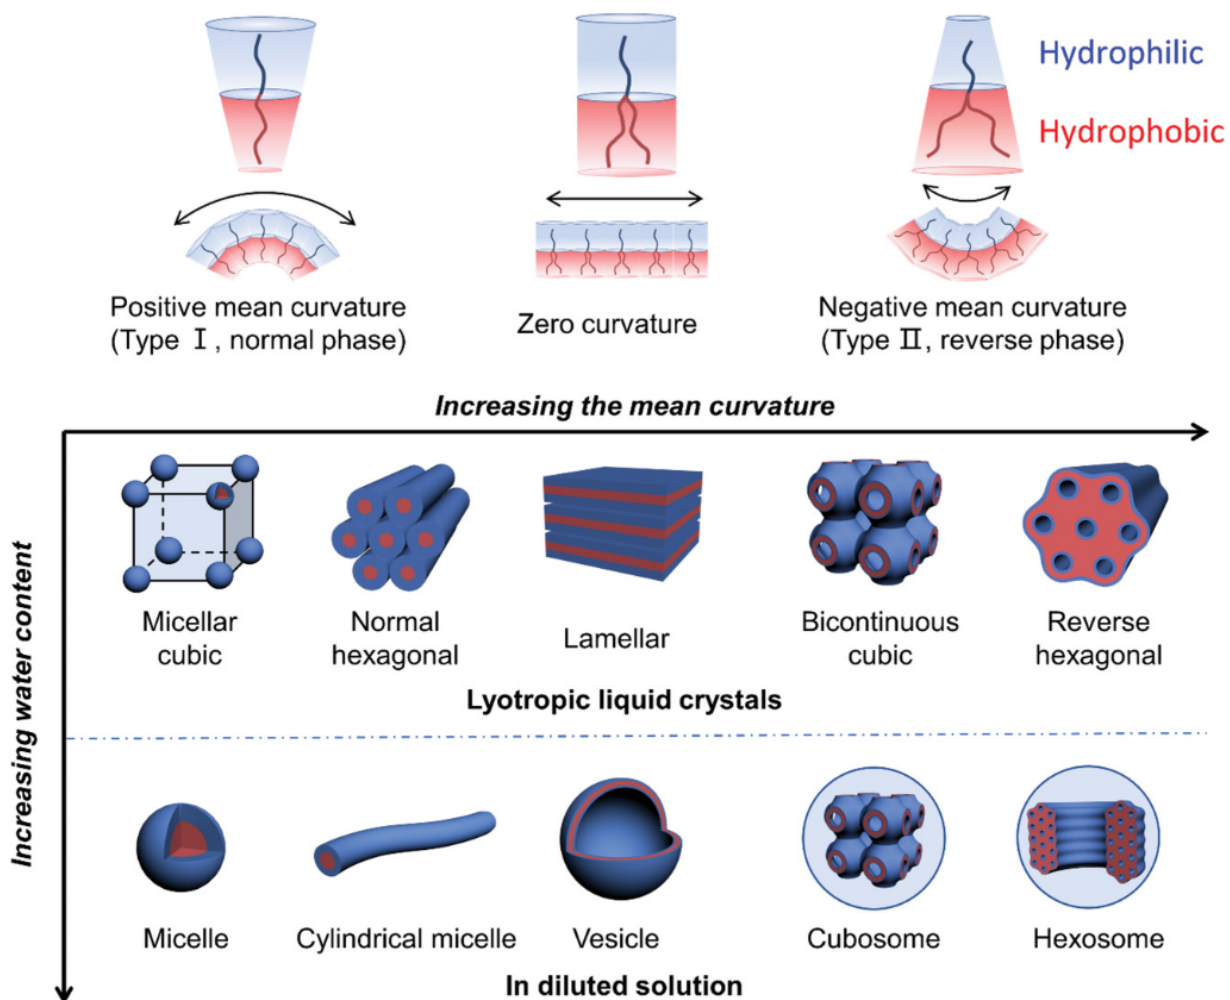 Hydrophilic
Hydrophobic
Positive mean curvature
(Type Ⅰ, normal phase)
Zero curvature
Negative mean curvature
(Type Ⅱ, reverse phase)
Increasing the mean curvature
Increasing water content
Micellar
cubic
Normal
hexagonal
Lamellar
Bicontinuous
cubic
Reverse
hexagonal
Lyotropic liquid crystals
Micelle
Cylindrical micelle
Vesicle
Cubosome
Hexosome
In diluted solution